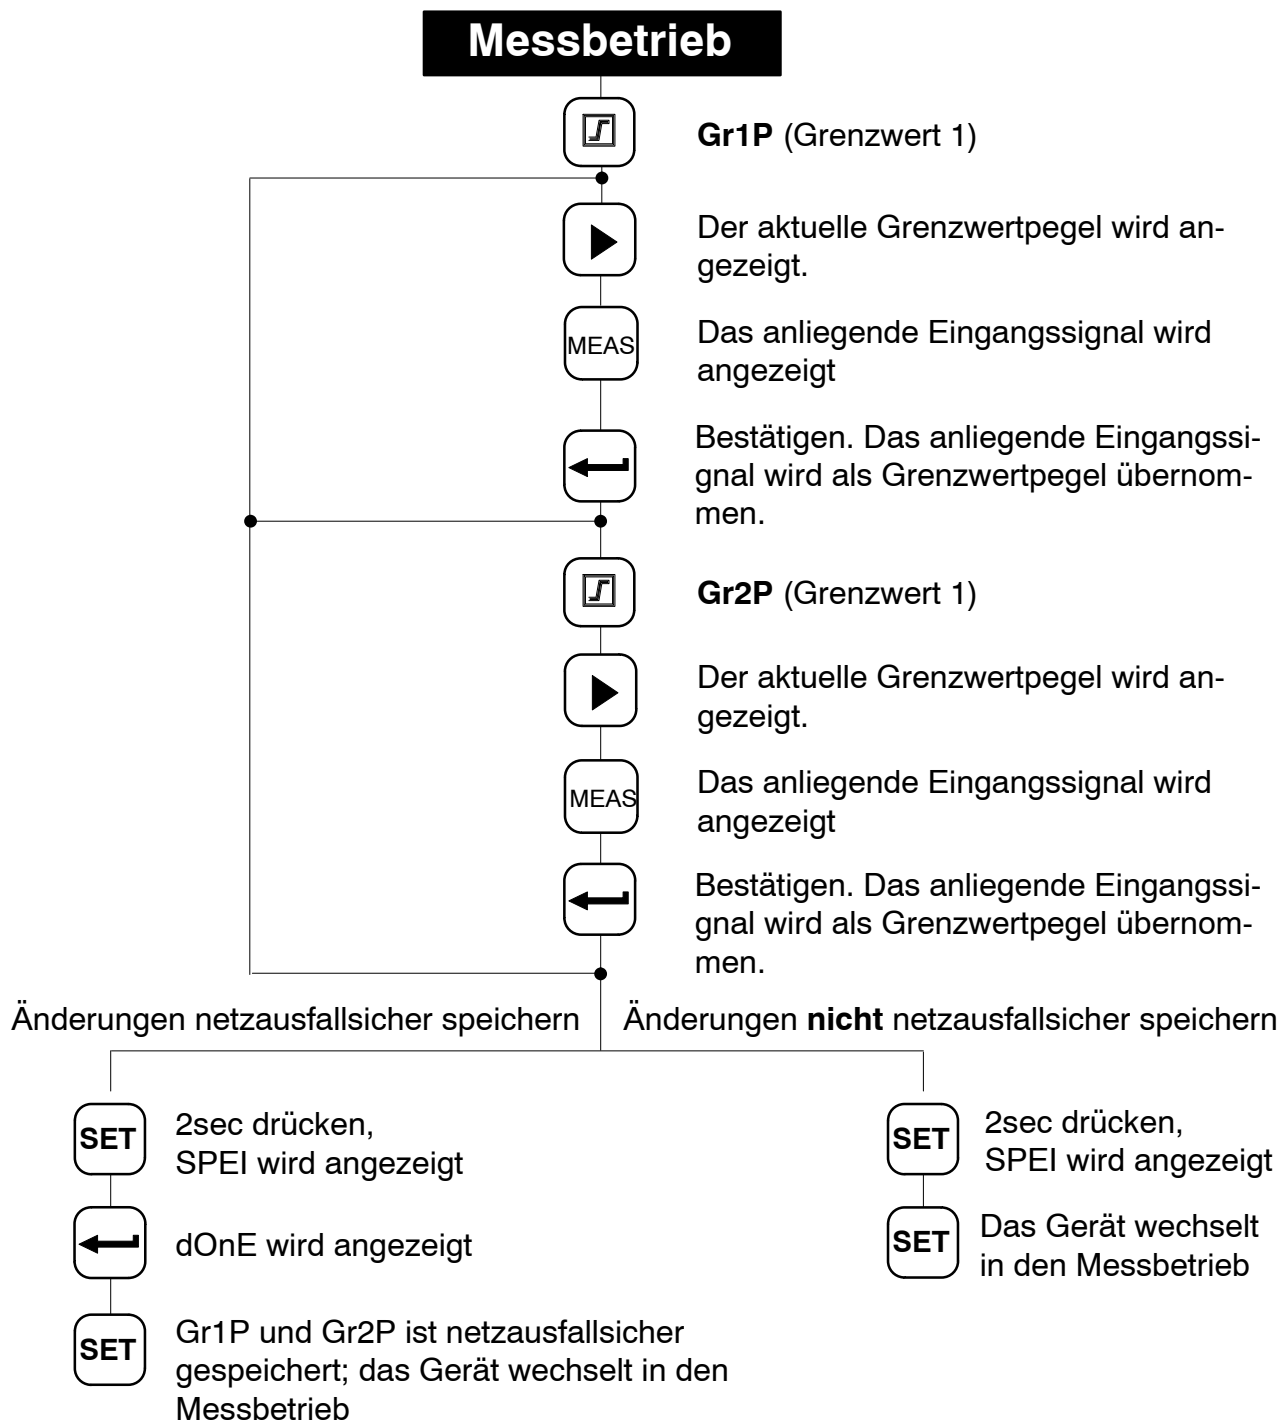 Messbetrieb
Gr1P (Grenzwert 1)
Der aktuelle Grenzwertpegel wird an-
gezeigt.
MEAS
Das anliegende Eingangssignal wird
angezeigt
Bestätigen. Das anliegende Eingangssi-
gnal wird als Grenzwertpegel übernom-
men.
Gr2P (Grenzwert 1)
Der aktuelle Grenzwertpegel wird an-
gezeigt.
MEAS
Das anliegende Eingangssignal wird
angezeigt
Bestätigen. Das anliegende Eingangssi-
gnal wird als Grenzwertpegel übernom-
men.
Änderungen netzausfallsicher speichern
Änderungen nicht netzausfallsicher speichern
SET
2sec drücken,
SPEI wird angezeigt
dOnE wird angezeigt
SET
Gr1P und Gr2P ist netzausfallsicher
gespeichert; das Gerät wechselt in den
Messbetrieb
SET
2sec drücken,
SPEI wird angezeigt
SET
Das Gerät wechselt
in den Messbetrieb